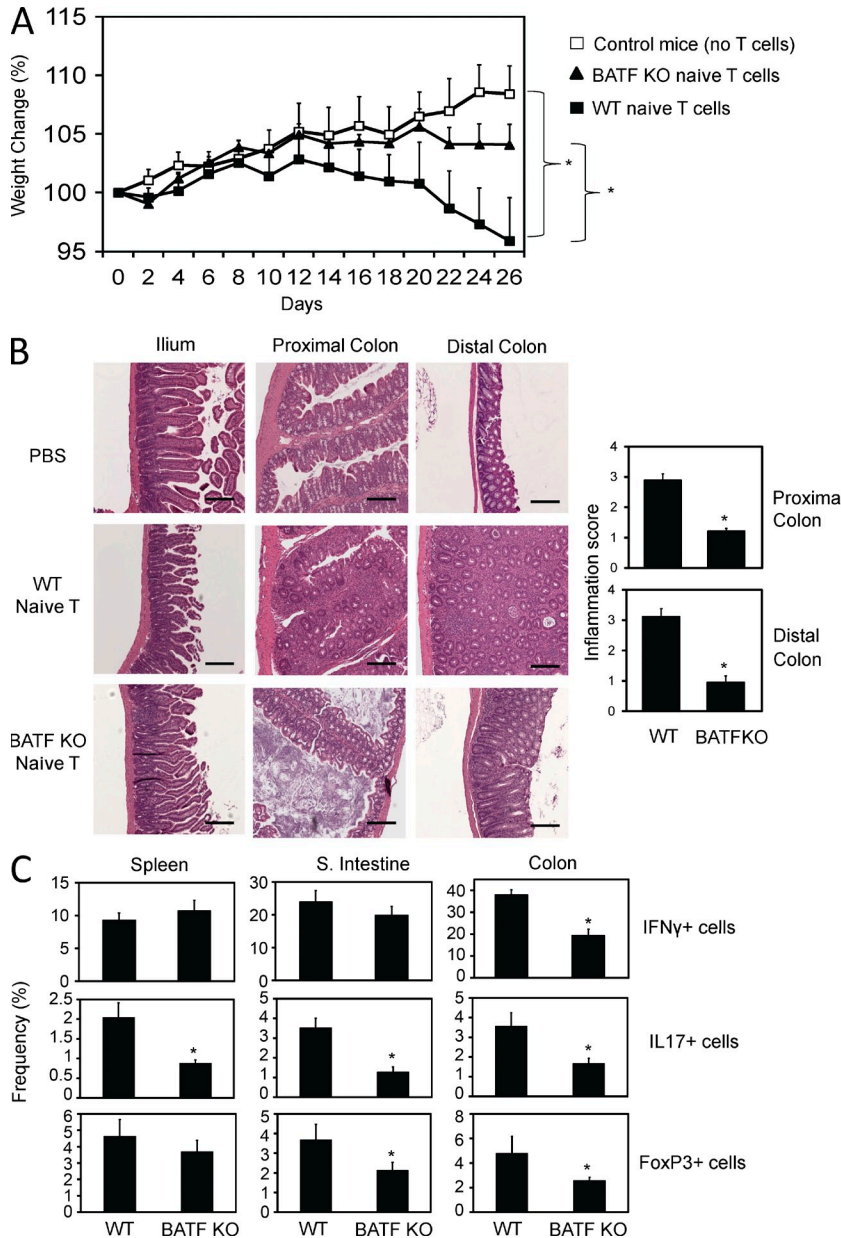 A
115
110
105
100
95
Weight Change (%)
0 2 4 6 8 10 12 14 16 18 20 22 24 26
Days
Control mice (no T cells)
BATF KO naive T cells
WT naive T cells
*
*
B
Ilium Proximal Colon Distal Colon
PBS
WT
Naive T
BATF KO
Naive T
Inflammation score
4
3
2
1
0
*
Proximal
Colon
4
3
2
1
0
*
Distal
Colon
WT BATFKO
C
Spleen S. Intestine Colon
Frequency (%)
15
10
5
0
30
20
10
0
40
30
20
10
0
*
IFNγ+ cells
2.5
2
1.5
1
0.5
0
*
5
4
3
2
1
0
*
5
4
3
2
1
0
*
IL17+ cells
6
5
4
3
2
1
0
6
5
4
3
2
1
0
*
8
6
4
2
0
*
FoxP3+ cells
WT BATF KO WT BATF KO WT BATF KO